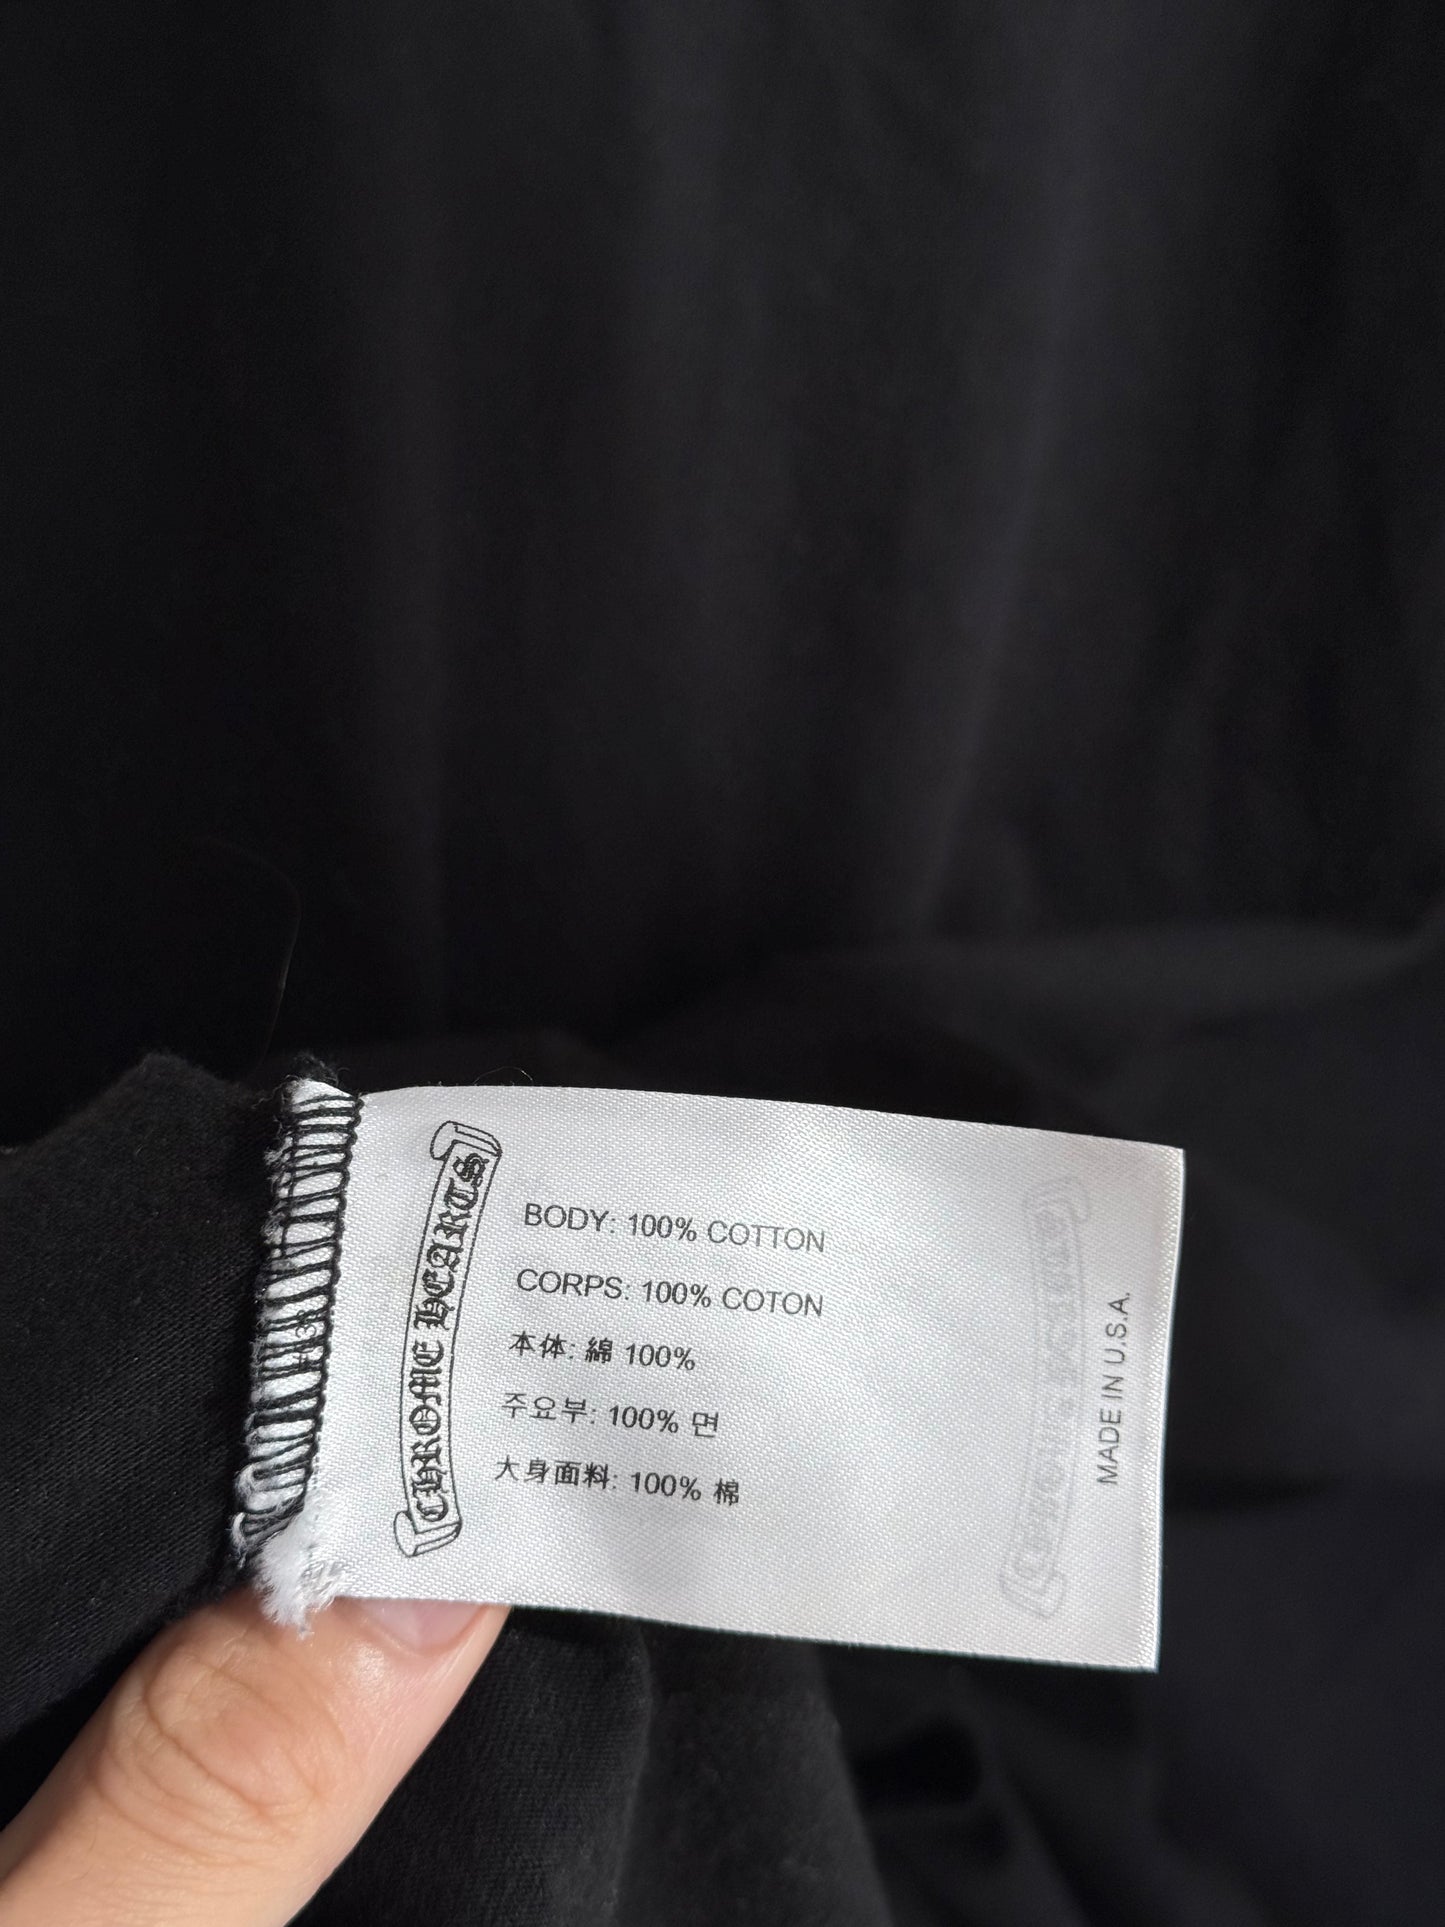 CHROME HEARTS
BODY: 100% COTTON
CORPS: 100% COTON
本体: 綿 100%
주요부: 100% 면
大身面料: 100% 棉
MADE IN U.S.A.